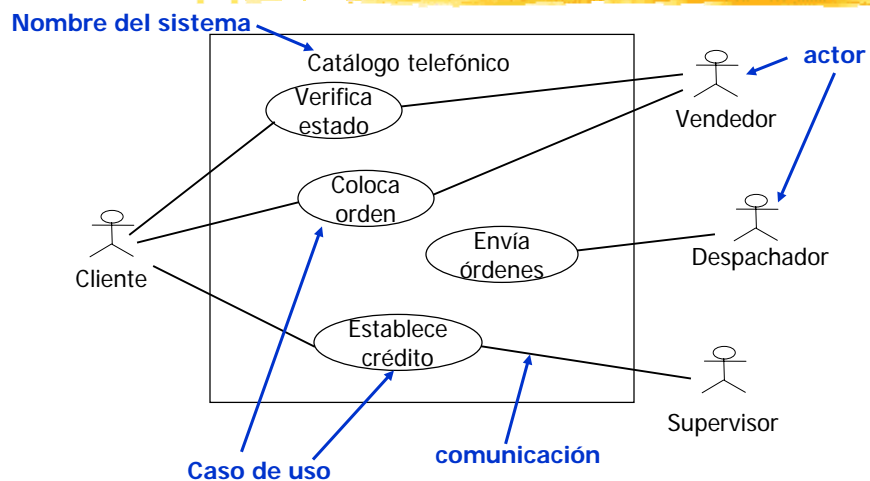 Nombre del sistema
Catálogo telefónico
actor
Verifica
estado
Vendedor
Coloca
orden
Envía
órdenes
Despachador
Cliente
Establece
crédito
Supervisor
comunicación
Caso de uso